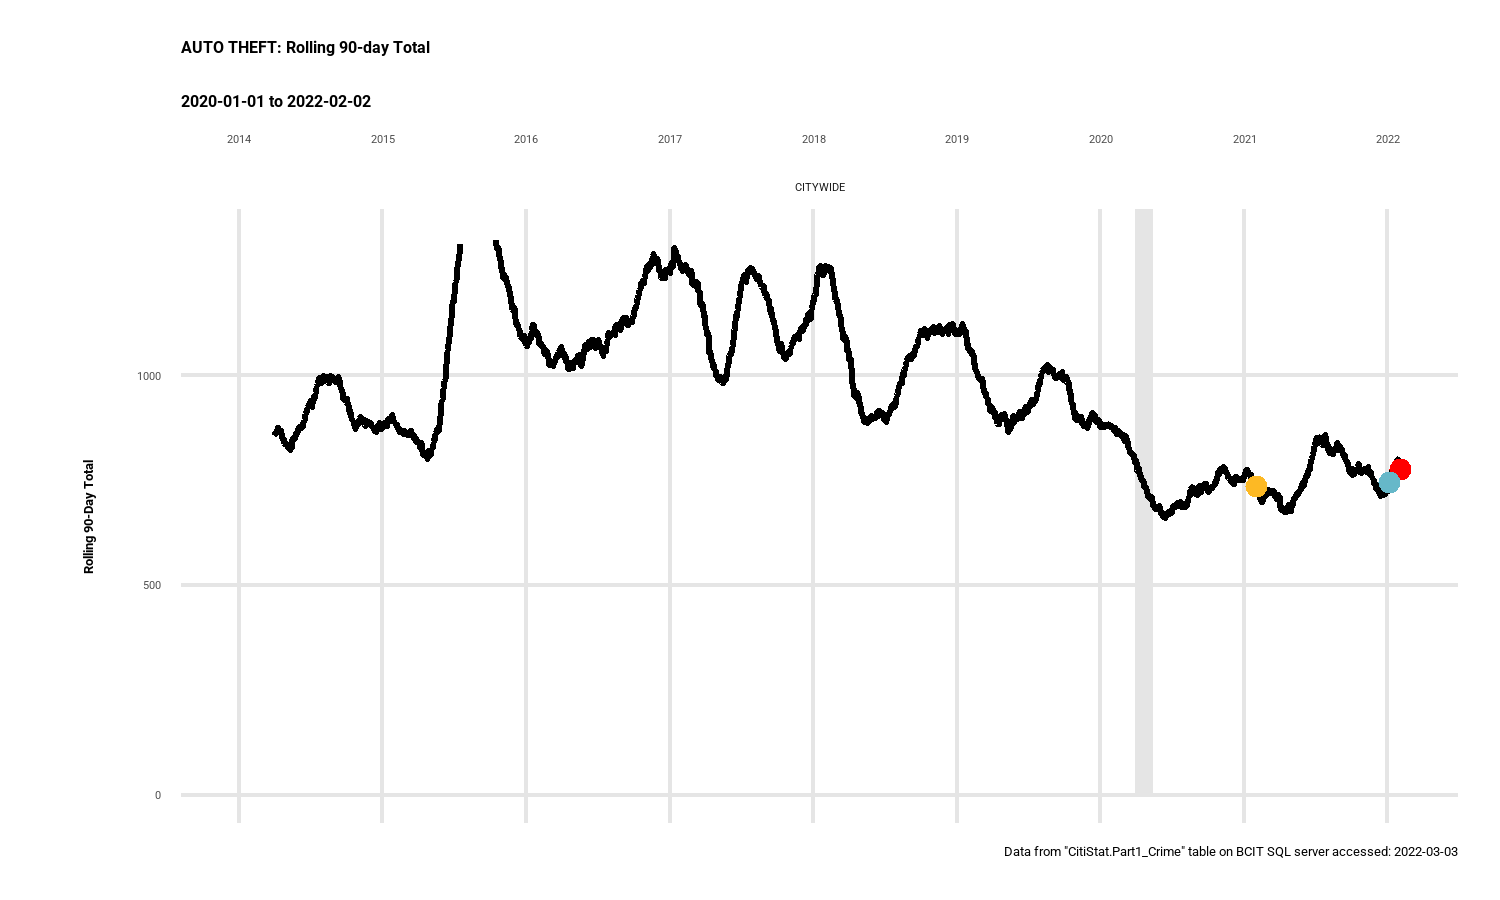 AUTO THEFT: Rolling 90-day Total
2020-01-01 to 2022-02-02
2014 2015 2016 2017 2018 2019 2020 2021 2022
CITYWIDE
1000
500
0
Rolling 90-Day Total
Data from "CitiStat.Part1_Crime" table on BCIT SQL server accessed: 2022-03-03